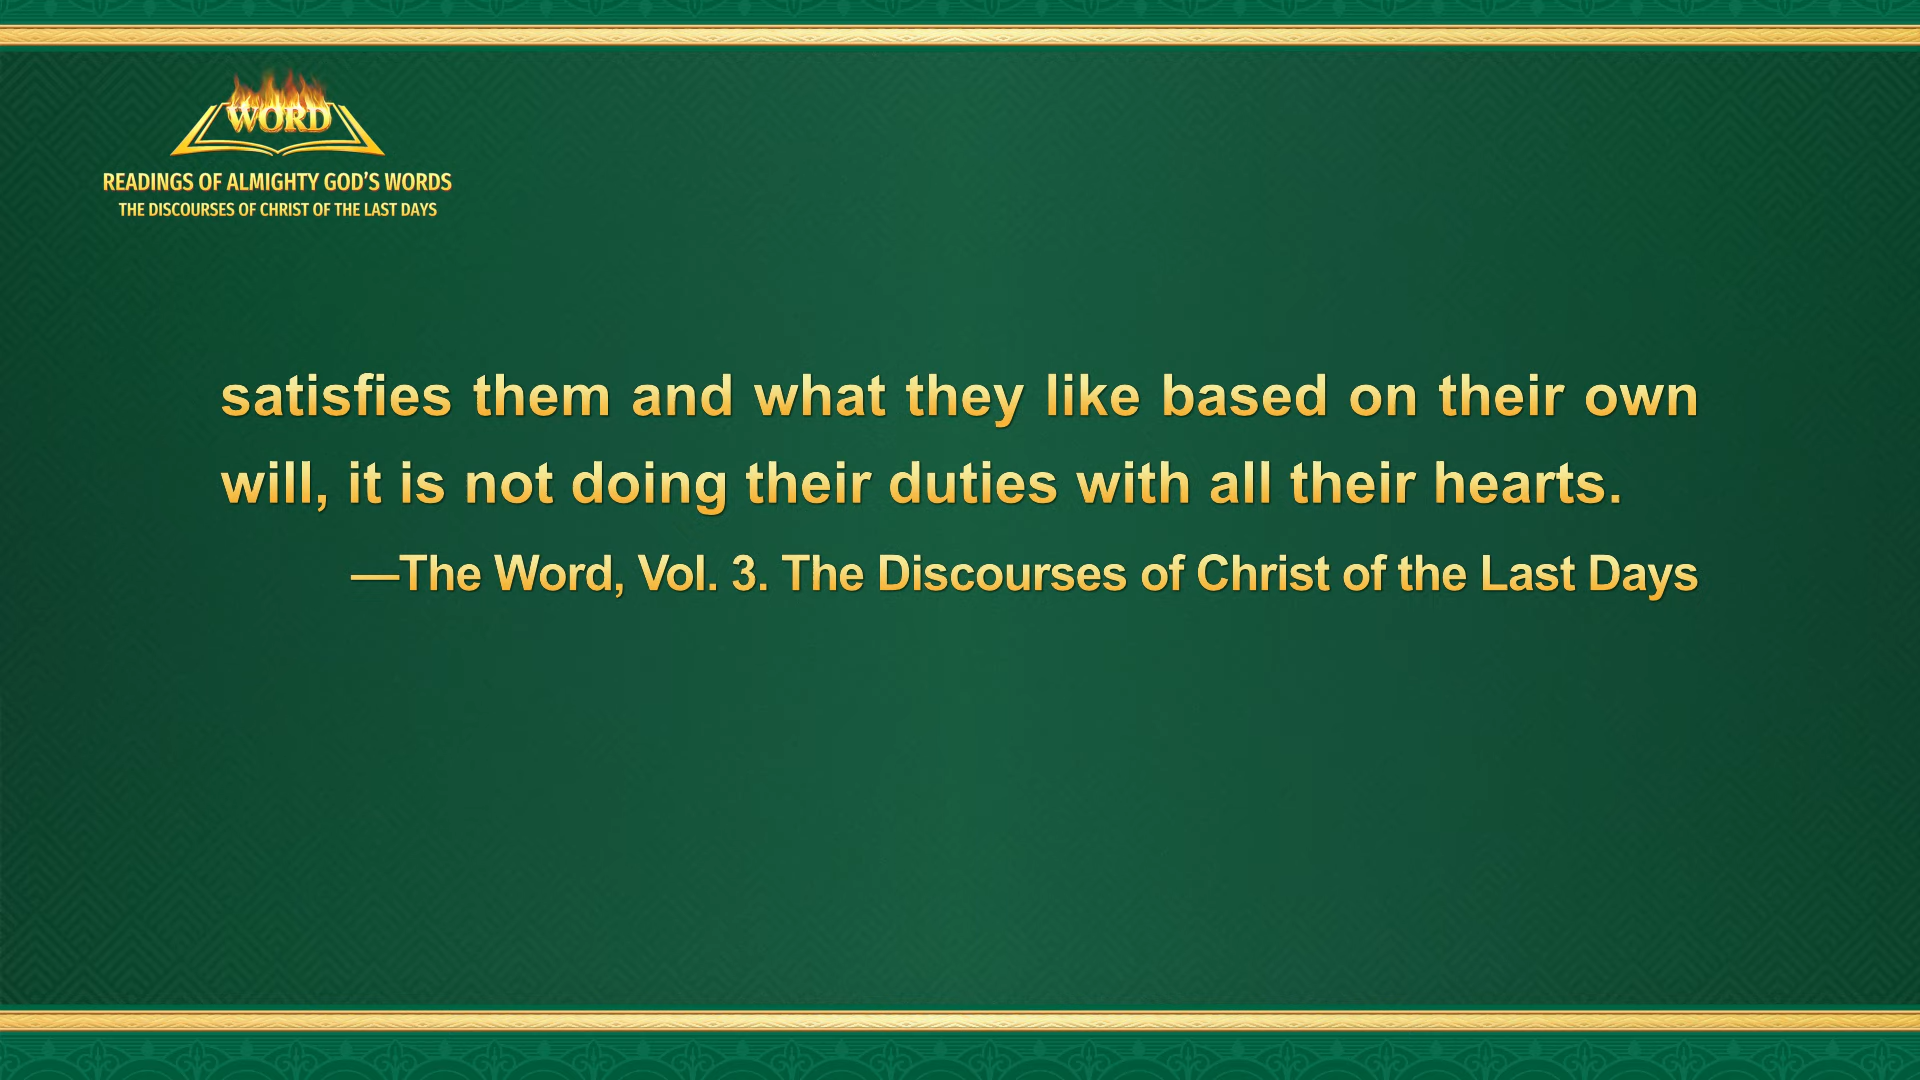 WORD
READINGS OF ALMIGHTY GOD'S WORDS
THE DISCOURSES OF CHRIST OF THE LAST DAYS
satisfies them and what they like based on their own
will, it is not doing their duties with all their hearts.
—The Word, Vol. 3. The Discourses of Christ of the Last Days